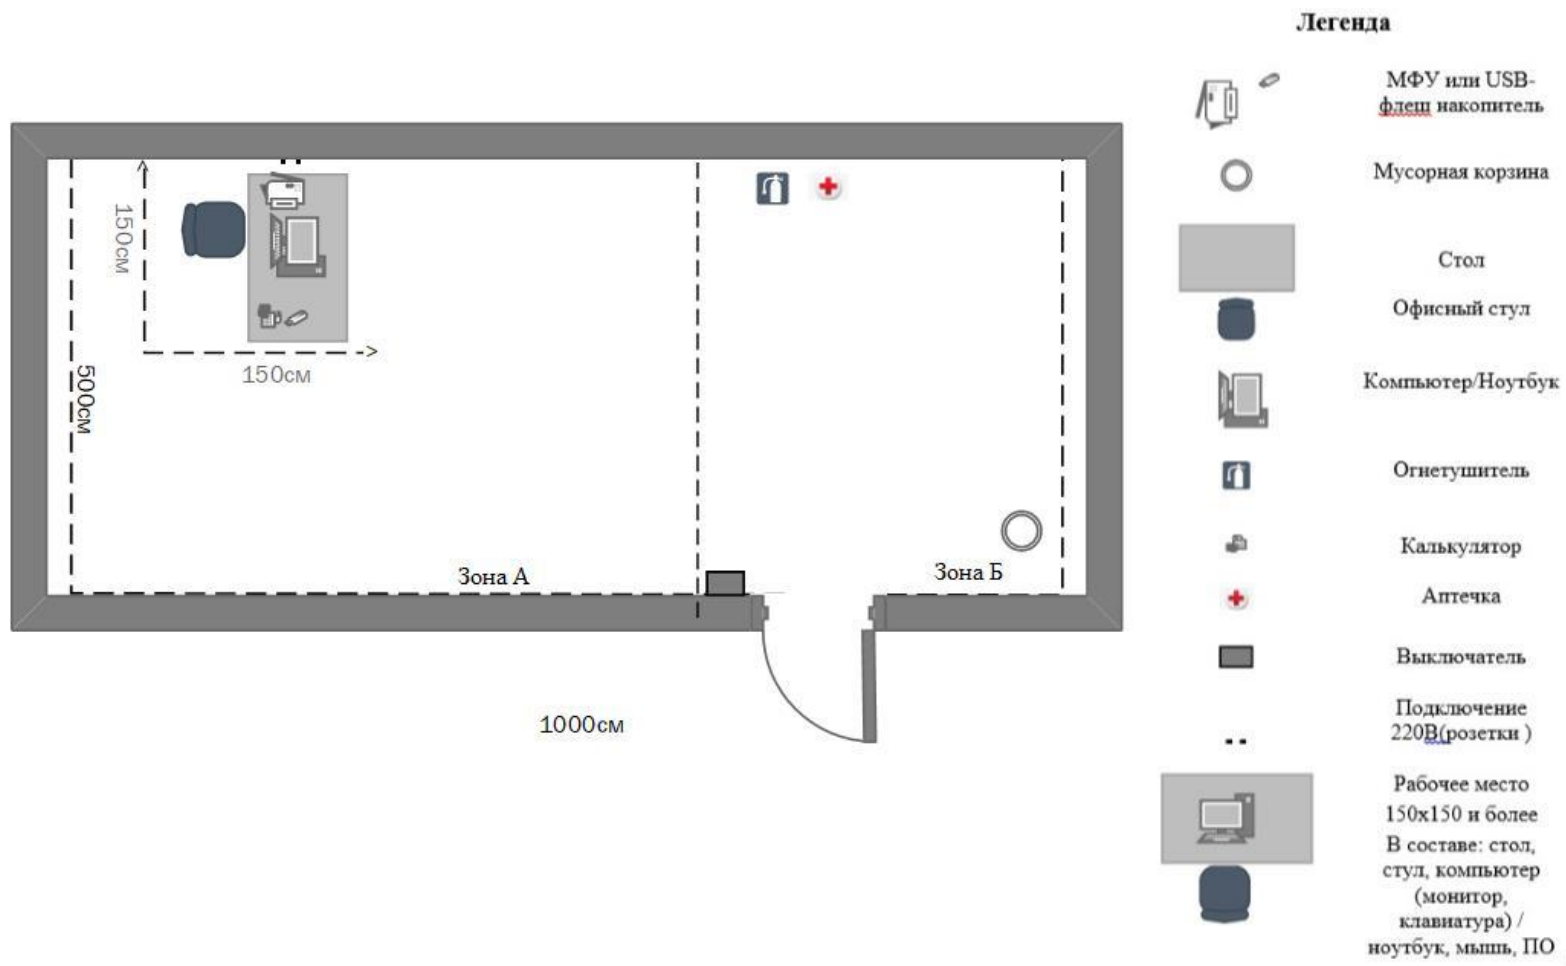 Легенда
МФУ или USB-
флеш накопитель
Мусорная корзина
Стол
Офисный стул
Компьютер/Ноутбук
Огнетушитель
Калькулятор
Аптечка
Выключатель
Подключение
220В(розетки )
Рабочее место
150х150 и более
В составе: стол,
стул, компьютер
(монитор,
клавиатура) /
ноутбук, мышь, ПО
150см
150см
500см
Зона А
Зона Б
1000см